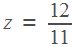 z = 12/11